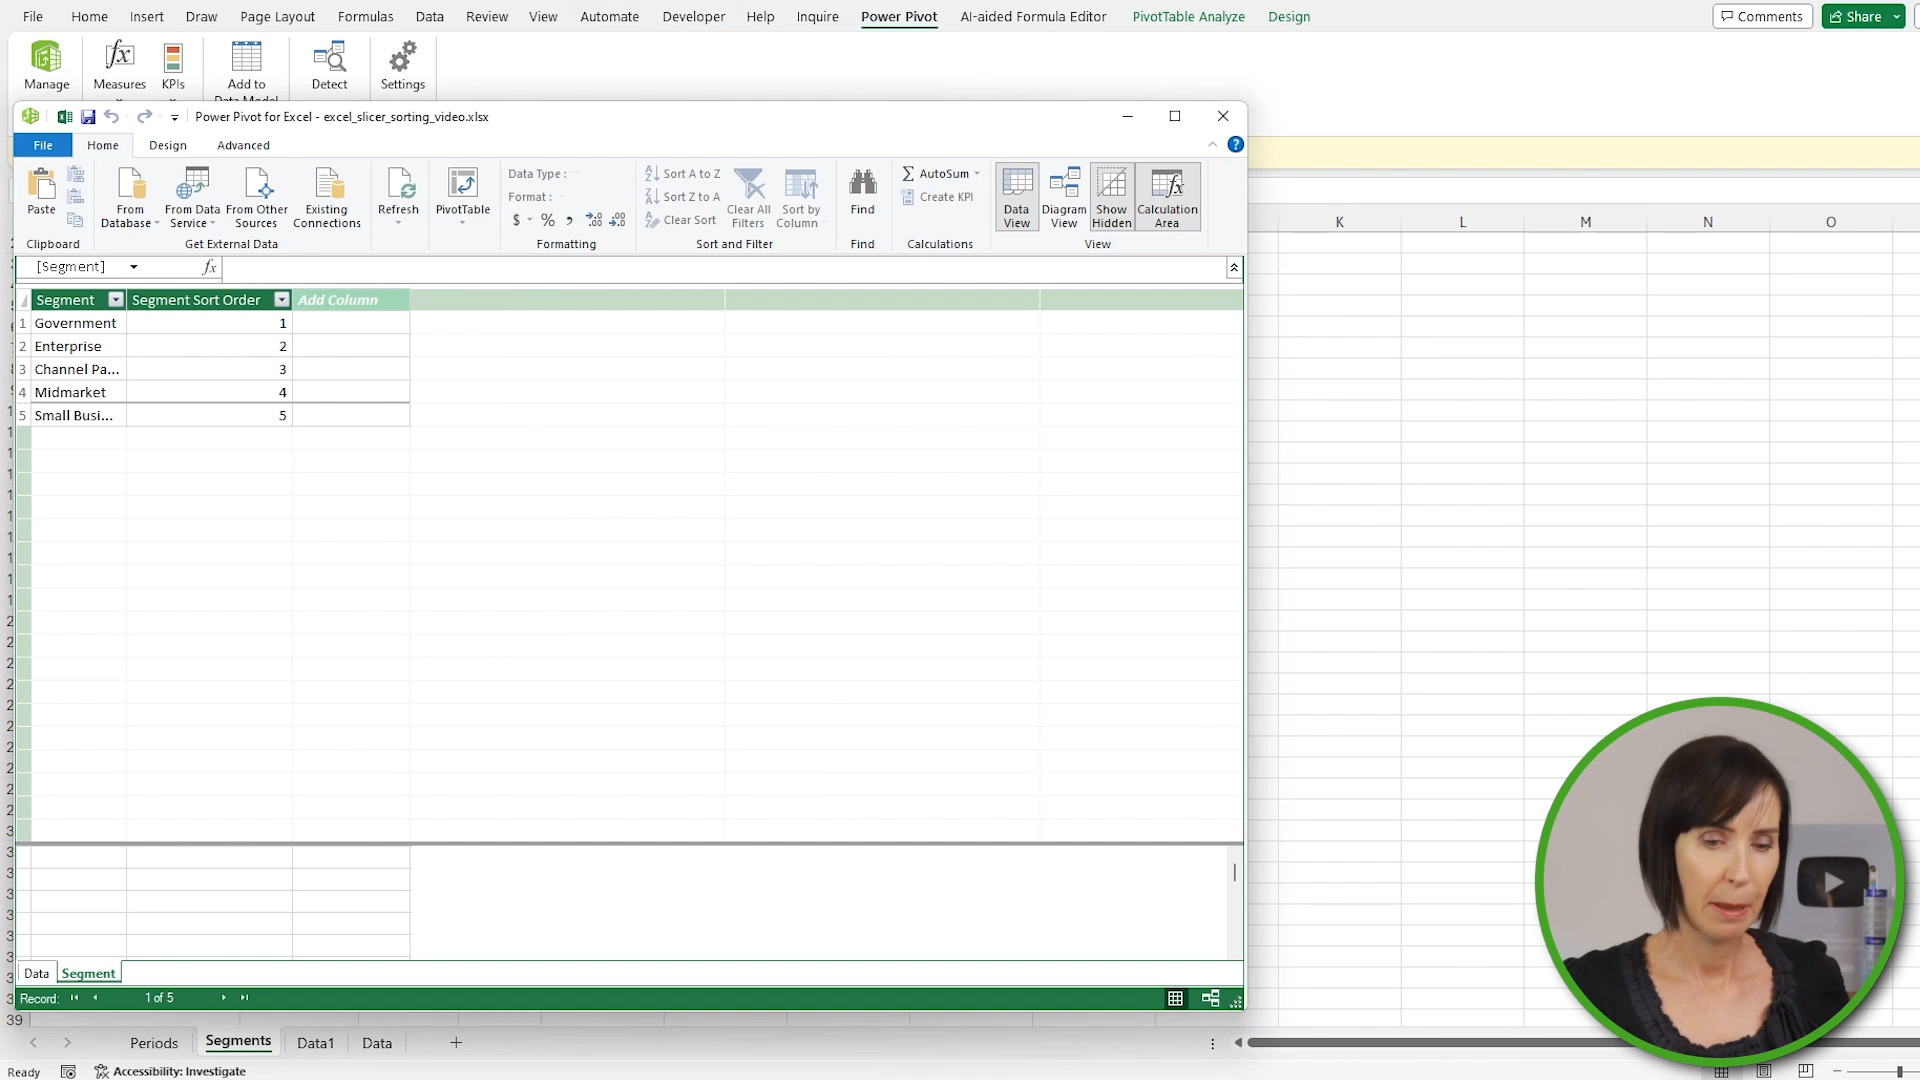 File Home Insert Draw Page Layout Formulas Data Review View Automate Developer Help Inquire Power Pivot AI-aided Formula Editor PivotTable Analyze Design Comments Share
Manage Measures KPIs Add to Detect Settings
Power Pivot for Excel - excel_slicer_sorting_video.xlsx
File Home Design Advanced
Paste
From Database
From Data Service
From Other Sources
Existing Connections
Refresh
PivotTable
Data Type :
Format :
$ % ,
Sort A to Z
Sort Z to A
Clear Sort
Clear All Filters
Sort by Column
Find
AutoSum
Create KPI
Data View
Diagram View
Show Hidden
Calculation Area
Clipboard Get External Data Formatting Sort and Filter Find Calculations View
[Segment] fx
K L M N O
Segment Segment Sort Order Add Column
1 Government 1
2 Enterprise 2
3 Channel Pa... 3
4 Midmarket 4
5 Small Busi... 5
Data Segment
Record: 1 of 5
39
Periods Segments Data1 Data
Ready Accessibility: Investigate